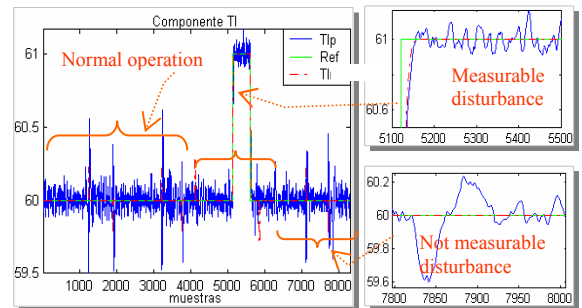 Componente Tl
Normal operation
Tlp
Ref
Tli
61
60.5
60
59.5
0 1000 2000 3000 4000 5000 6000 7000 8000
muestras
61
60.6
5100 5200 5300 5400 5500
Measurable
disturbance
60.2
60
59.8
59.6
7800 7850 7900 7950 8000
Not measurable
disturbance